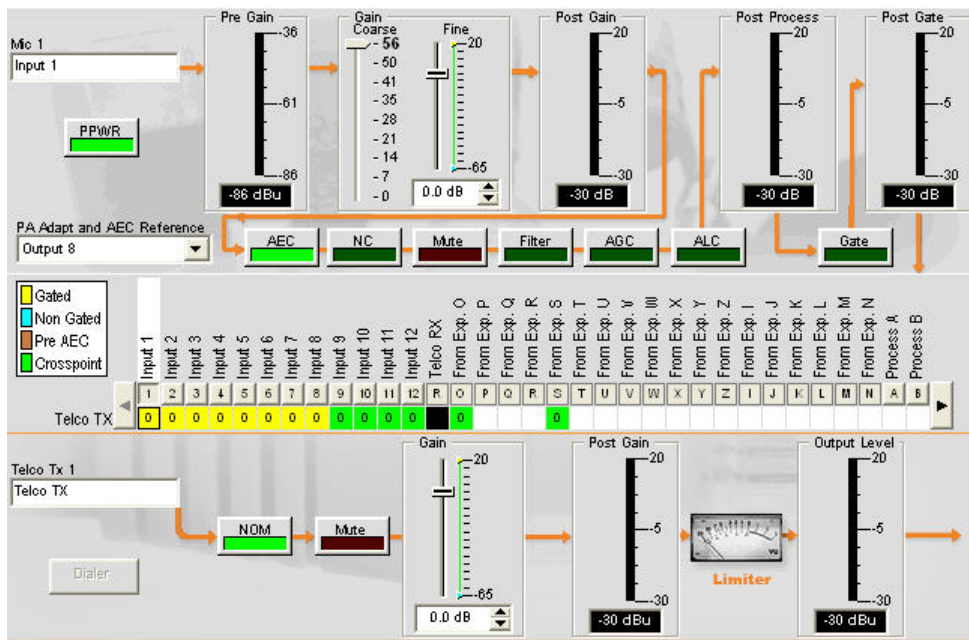 Pre Gain
Gain
Post Gain
Post Process
Post Gate
Mic 1
Input 1
-36
-61
-86
-86 dBu
Coarse
Fine
56
50
41
35
28
21
14
7
0
20
-65
0.0 dB
20
-5
-30
-30 dB
20
-5
-30
-30 dB
20
-5
-30
-30 dB
PPWR
PA Adapt and AEC Reference
Output 8
AEC
NC
Mute
Filter
AGC
ALC
Gate
Gated
Non Gated
Pre AEC
Crosspoint
Input 1
Input 2
Input 3
Input 4
Input 5
Input 6
Input 7
Input 8
Input 9
Input 10
Input 11
Input 12
Telco RX
From Exp. O
From Exp. P
From Exp. Q
From Exp. R
From Exp. S
From Exp. T
From Exp. U
From Exp. V
From Exp. W
From Exp. X
From Exp. Y
From Exp. Z
From Exp. I
From Exp. J
From Exp. K
From Exp. L
From Exp. M
From Exp. N
Process A
Process B
1 2 3 4 5 6 7 8 9 10 11 12 R O P Q R S T U V W X Y Z I J K L M N A B
Telco TX 0 0 0 0 0 0 0 0 0 0 0 0 0 0
Telco Tx 1
Telco TX
NOM
Mute
Dialer
Gain
20
-65
0.0 dB
Post Gain
20
-5
-30
-30 dBu
VU
Limiter
Output Level
20
-5
-30
-30 dBu